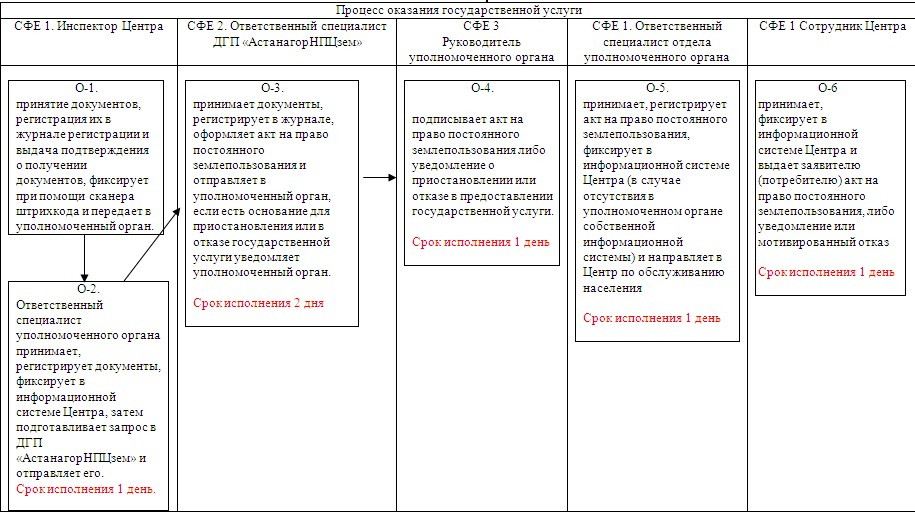 Процесс оказания государственной услуги
СФЕ 1. Инспектор Центра
СФЕ 2. Ответственный специалист
ДГП «АстанагорНПЦзем»
СФЕ 3
Руководитель
уполномоченного органа
СФЕ 1. Ответственный
специалист отдела
уполномоченного органа
СФЕ 1 Сотрудник Центра
О-1.
принятие документов,
регистрация их в
журнале регистрации и
выдача подтверждения
о получении
документов, фиксирует
при помощи сканера
штрихкода и передает в
уполномоченный орган.
О-2.
Ответственный
специалист
уполномоченного органа
принимает,
регистрирует документы,
фиксирует в
информационной
системе Центра, затем
подготавливает запрос в
ДГП
«АстанагорНПЦзем» и
отправляет его.
Срок исполнения 1 день.
О-3.
принимает документы,
регистрирует в журнале,
оформляет акт на право
постоянного
землепользования и
отправляет в
уполномоченный орган,
если есть основание для
приостановления или в
отказе государственной
услуги уведомляет
уполномоченный орган.
Срок исполнения 2 дня
О-4.
подписывает акт на
право постоянного
землепользования либо
уведомление о
приостановлении или
отказе в предоставлении
государственной услуги.
Срок исполнения 1 день
О-5.
принимает, регистрирует
акт на право постоянного
землепользования,
фиксирует в
информационной системе
Центра (в случае
отсутствия в
уполномоченном органе
собственной
информационной
системы) и направляет в
Центр по обслуживанию
населения
Срок исполнения 1 день
О-6
принимает,
фиксирует в
информационной
системе Центра и
выдает заявителю
(потребителю) акт на
право постоянного
землепользования, либо
уведомление или
мотивированный отказ
Срок исполнения 1 день